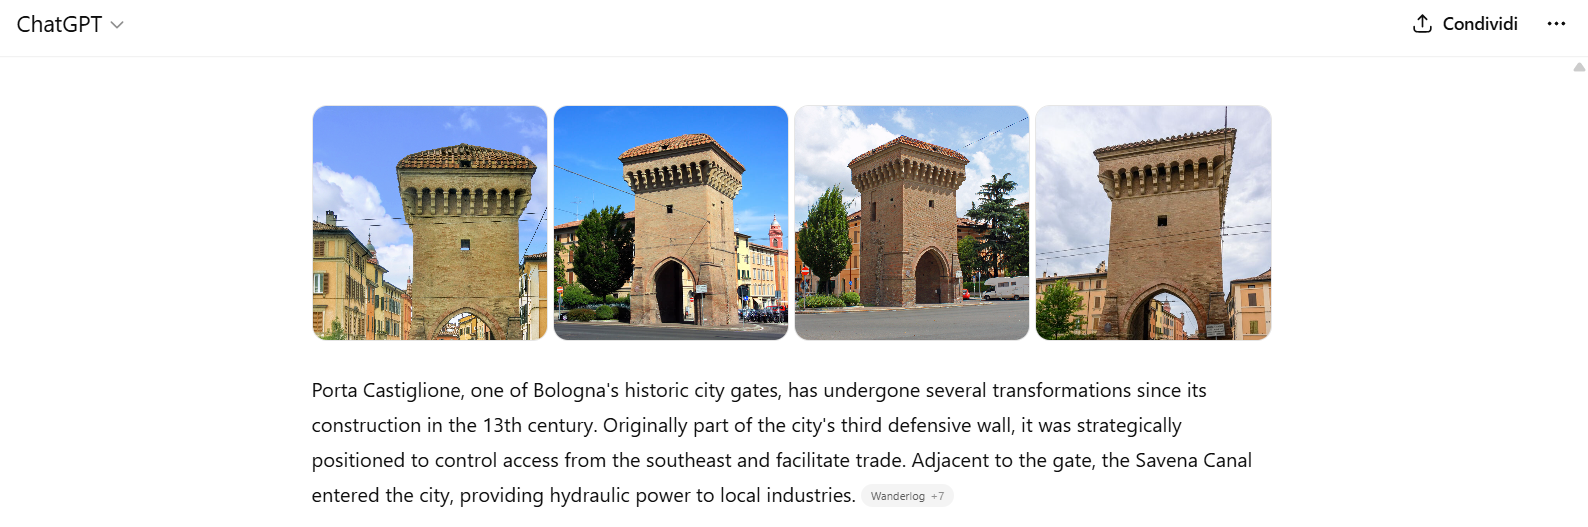 ChatGPT
Condividi
Porta Castiglione, one of Bologna's historic city gates, has undergone several transformations since its
construction in the 13th century. Originally part of the city's third defensive wall, it was strategically
positioned to control access from the southeast and facilitate trade. Adjacent to the gate, the Savena Canal
entered the city, providing hydraulic power to local industries. Wanderlog +7